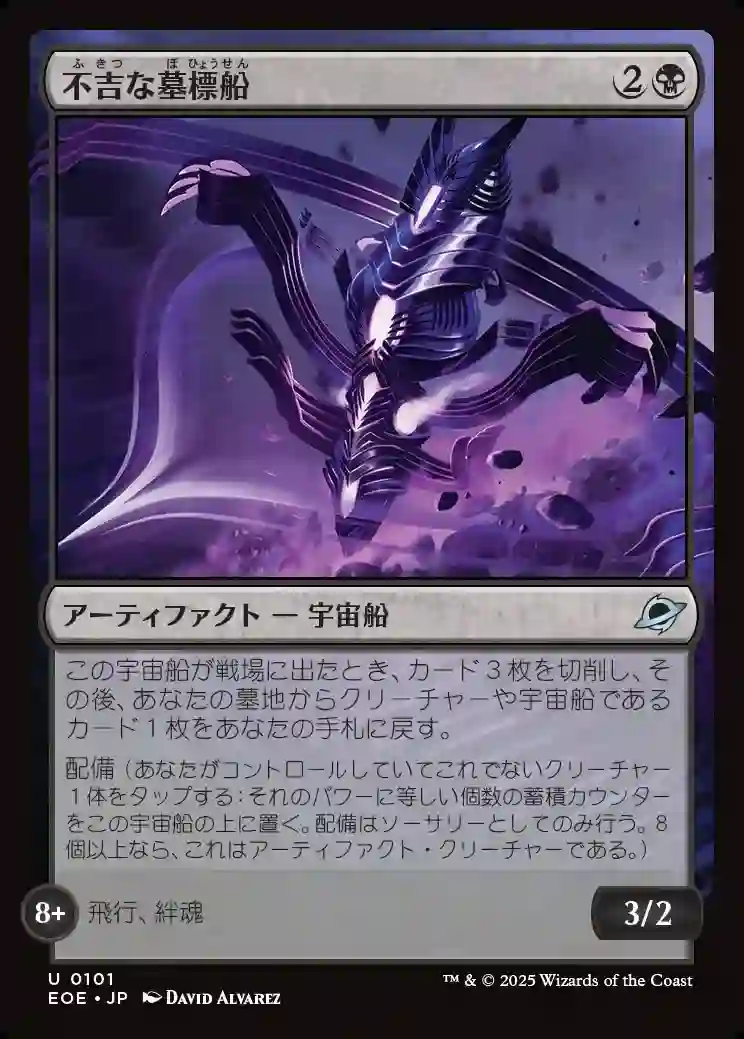 ふきつ ぼひょうせん
不吉な墓標船
2
アーティファクト — 宇宙船
この宇宙船が戦場に出たとき、カード3枚を切削し、そ
の後、あなたの墓地からクリーチャーや宇宙船である
カード1枚をあなたの手札に戻す。
配備（あなたがコントロールしていてこれでないクリーチャー
1体をタップする：それのパワーに等しい個数の蓄積カウンター
をこの宇宙船の上に置く。配備はソーサリーとしてのみ行う。8
個以上なら、これはアーティファクト・クリーチャーである。）
8+ 飛行、絆魂
3/2
U 0101
EOE • JP DAVID ALVAREZ
™ & © 2025 Wizards of the Coast